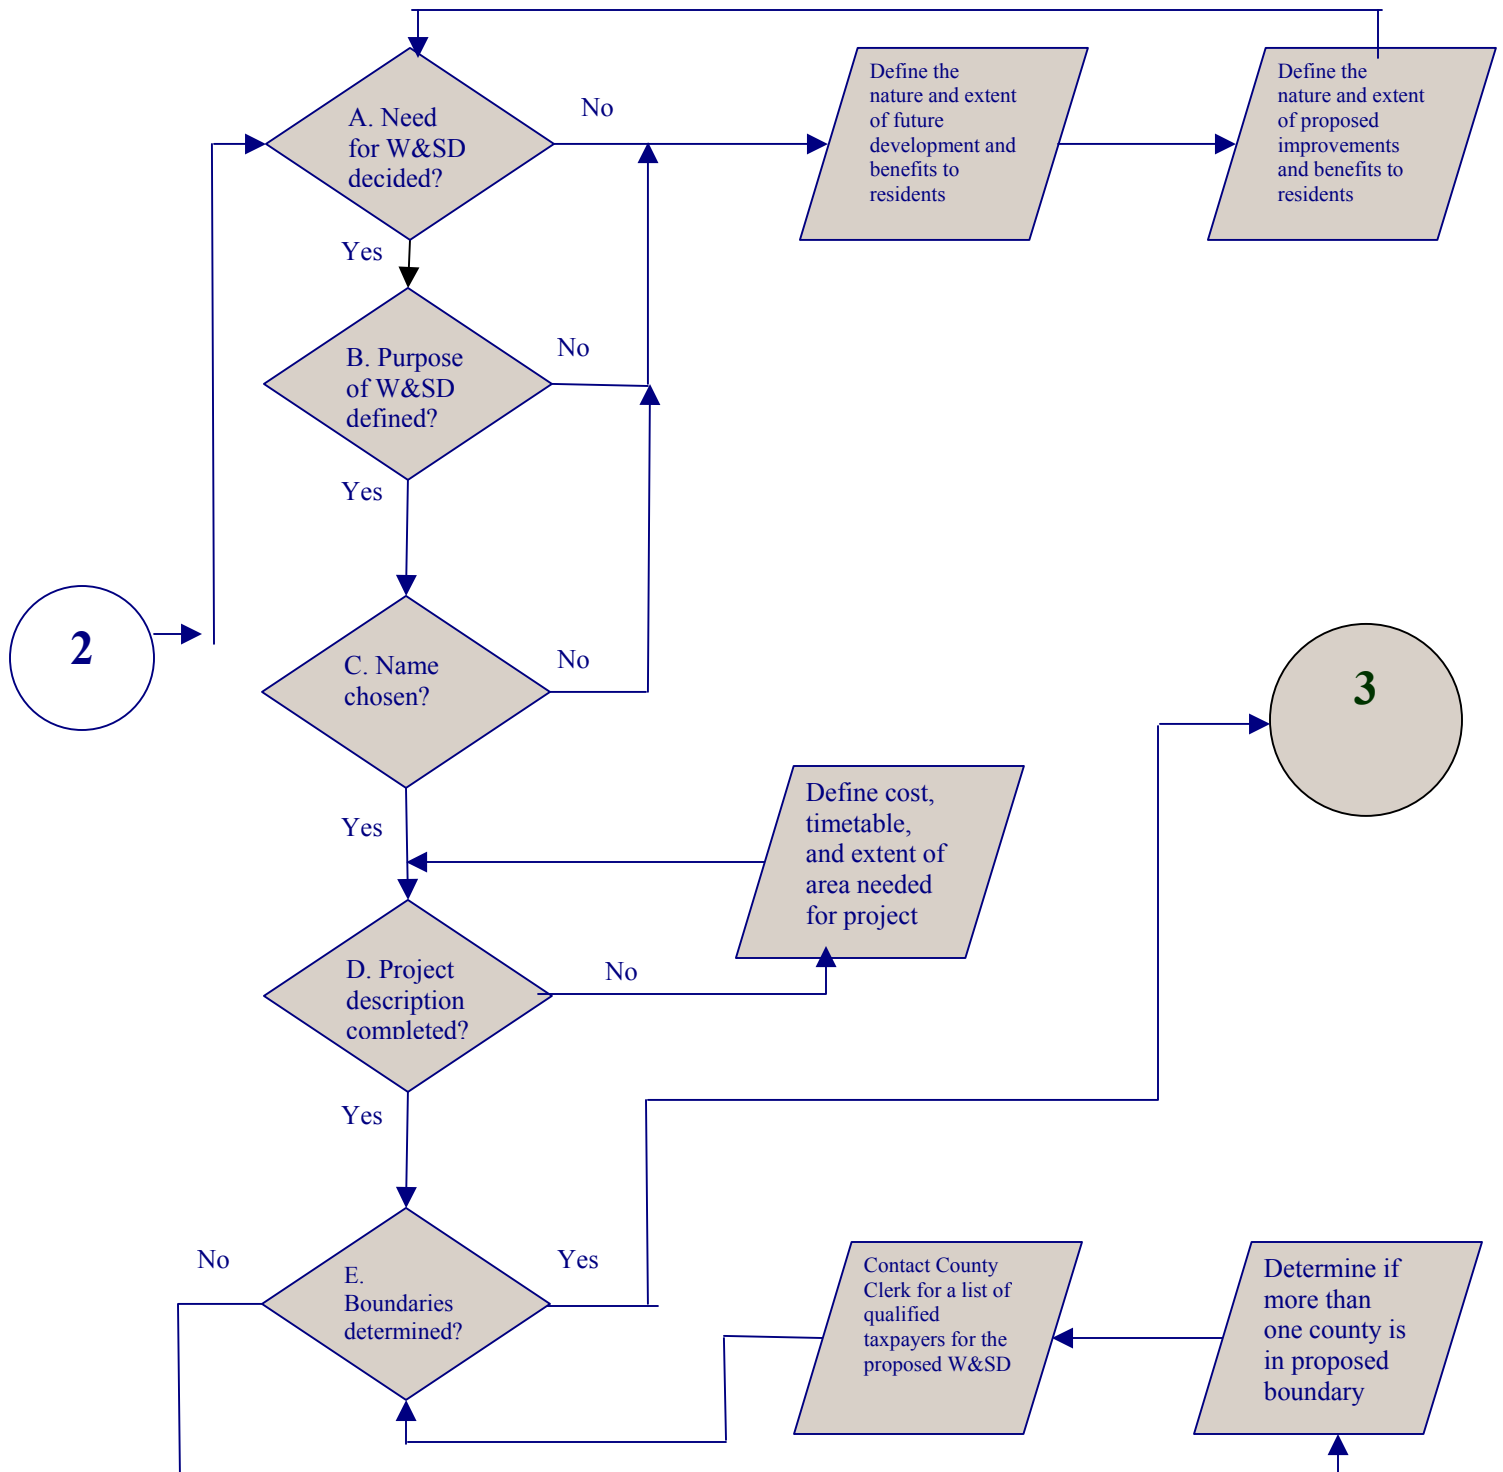 A. Need
for W&SD
decided?
No
Define the
nature and extent
of future
development and
benefits to
residents
Define the
nature and extent
of proposed
improvements
and benefits to
residents
Yes
B. Purpose
of W&SD
defined?
No
Yes
2
C. Name
chosen?
No
3
Yes
Define cost,
timetable,
and extent of
area needed
for project
D. Project
description
completed?
No
Yes
No
E.
Boundaries
determined?
Yes
Contact County
Clerk for a list of
qualified
taxpayers for the
proposed W&SD
Determine if
more than
one county is
in proposed
boundary